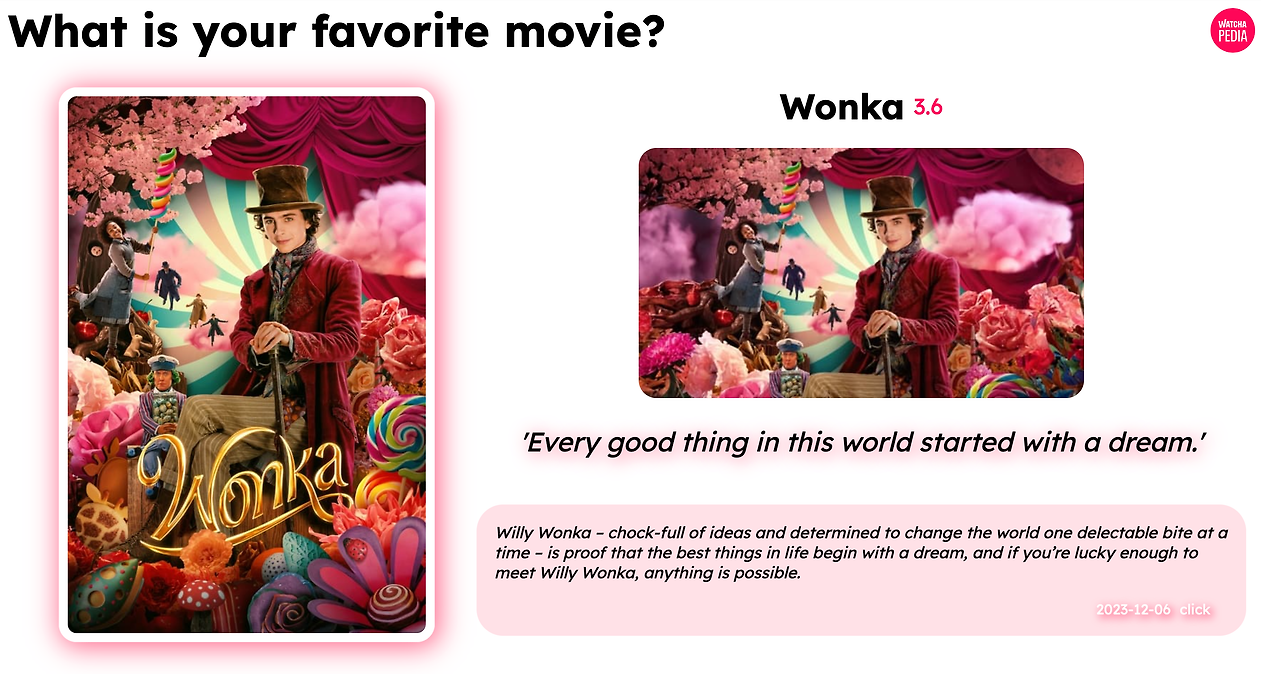 What is your favorite movie?
WATCHA
PEDIA
Wonka
Wonka 3.6
'Every good thing in this world started with a dream.'
Willy Wonka – chock-full of ideas and determined to change the world one delectable bite at a
time – is proof that the best things in life begin with a dream, and if you’re lucky enough to
meet Willy Wonka, anything is possible.
2023-12-06 click